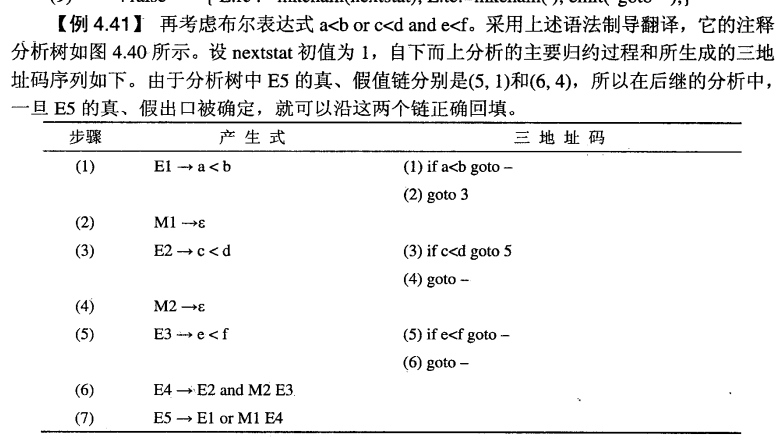 【例 4.41】 再考虑布尔表达式 a<b or c<d and e<f。采用上述语法制导翻译，它的注释
分析树如图 4.40 所示。设 nextstat 初值为 1，自下而上分析的主要归约过程和所生成的三地
址码序列如下。由于分析树中 E5 的真、假值链分别是(5, 1)和(6, 4)，所以在后继的分析中，
一旦 E5 的真、假出口被确定，就可以沿这两个链正确回填。
步骤 产 生 式 三 地 址 码
(1) E1 → a < b (1) if a<b goto –
(2) goto 3
(2) M1 →ε
(3) E2 → c < d (3) if c<d goto 5
(4) goto –
(4) M2 →ε
(5) E3 → e < f (5) if e<f goto –
(6) goto –
(6) E4 → E2 and M2 E3
(7) E5 → E1 or M1 E4